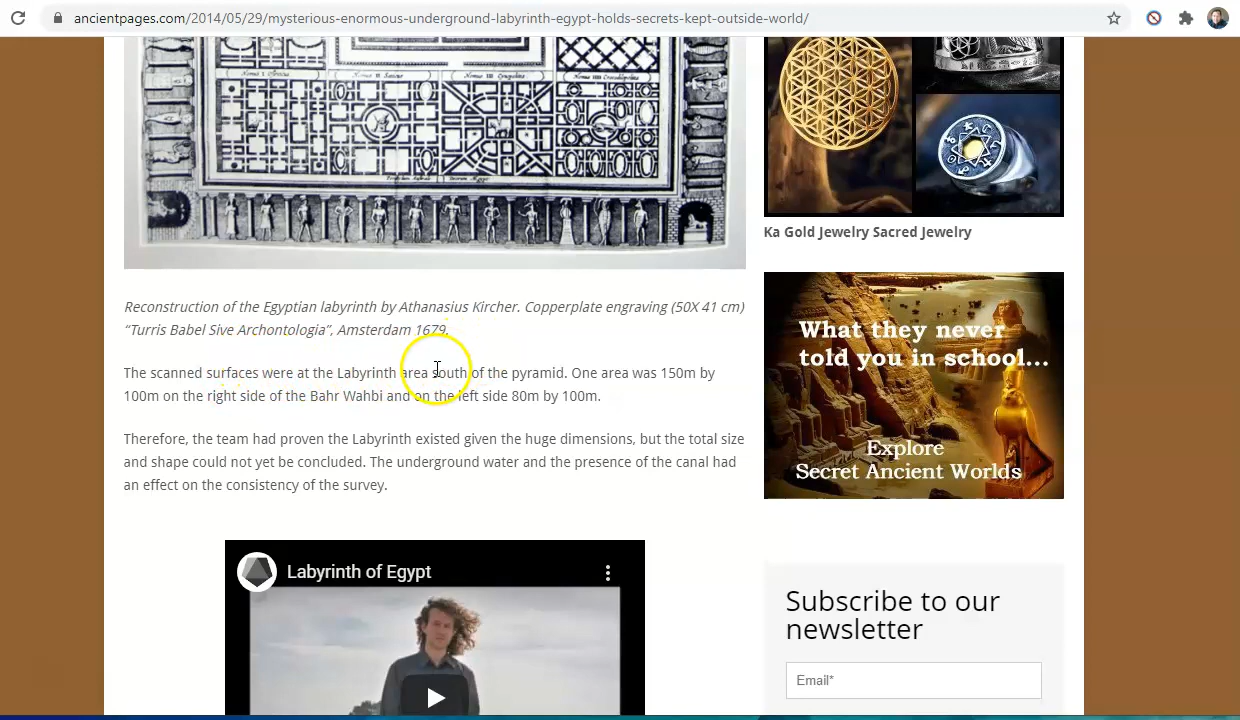 ancientpages.com/2014/05/29/mysterious-enormous-underground-labyrinth-egypt-holds-secrets-kept-outside-world/
Reconstruction of the Egyptian labyrinth by Athanasius Kircher. Copperplate engraving (50X 41 cm)
“Turris Babel Sive Archontologia”, Amsterdam 1679.
The scanned surfaces were at the Labyrinth area south of the pyramid. One area was 150m by
100m on the right side of the Bahr Wahbi and on the left side 80m by 100m.
Therefore, the team had proven the Labyrinth existed given the huge dimensions, but the total size
and shape could not yet be concluded. The underground water and the presence of the canal had
an effect on the consistency of the survey.
Labyrinth of Egypt
Ka Gold Jewelry Sacred Jewelry
What they never
told you in school...
Explore
Secret Ancient Worlds
Subscribe to our
newsletter
Email*